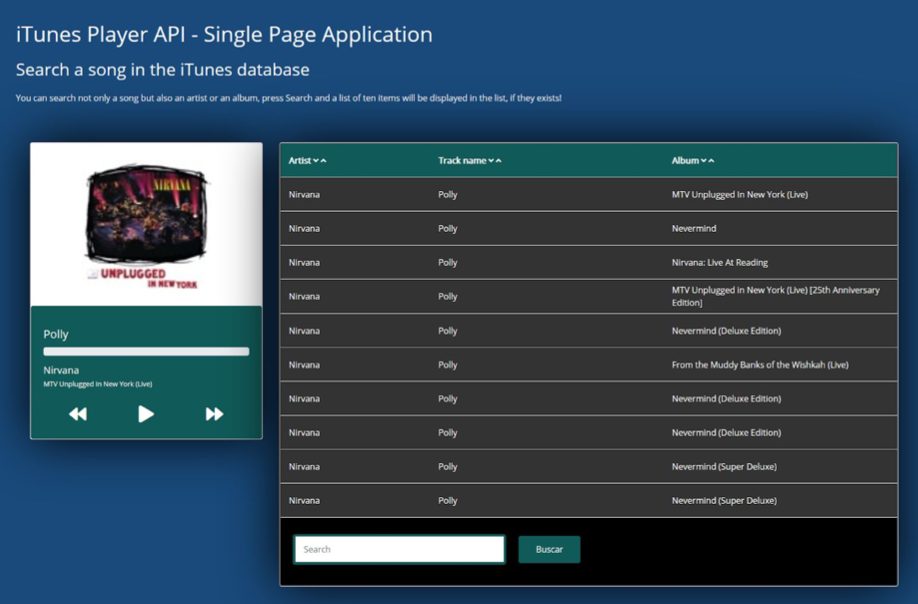 iTunes Player API - Single Page Application
Search a song in the iTunes database
You can search not only a song but also an artist or an album, press Search and a list of ten items will be displayed in the list, if they exists!
NIRVANA
UNPLUGGED
IN NEW YORK
Polly
Nirvana
MTV Unplugged In New York (Live)
Artist Track name Album
Nirvana Polly MTV Unplugged In New York (Live)
Nirvana Polly Nevermind
Nirvana Polly Nirvana: Live At Reading
Nirvana Polly MTV Unplugged In New York (Live) [25th Anniversary
Edition]
Nirvana Polly Nevermind (Deluxe Edition)
Nirvana Polly From the Muddy Banks of the Wishkah (Live)
Nirvana Polly Nevermind (Deluxe Edition)
Nirvana Polly Nevermind (Deluxe Edition)
Nirvana Polly Nevermind (Super Deluxe)
Nirvana Polly Nevermind (Super Deluxe)
Search Buscar